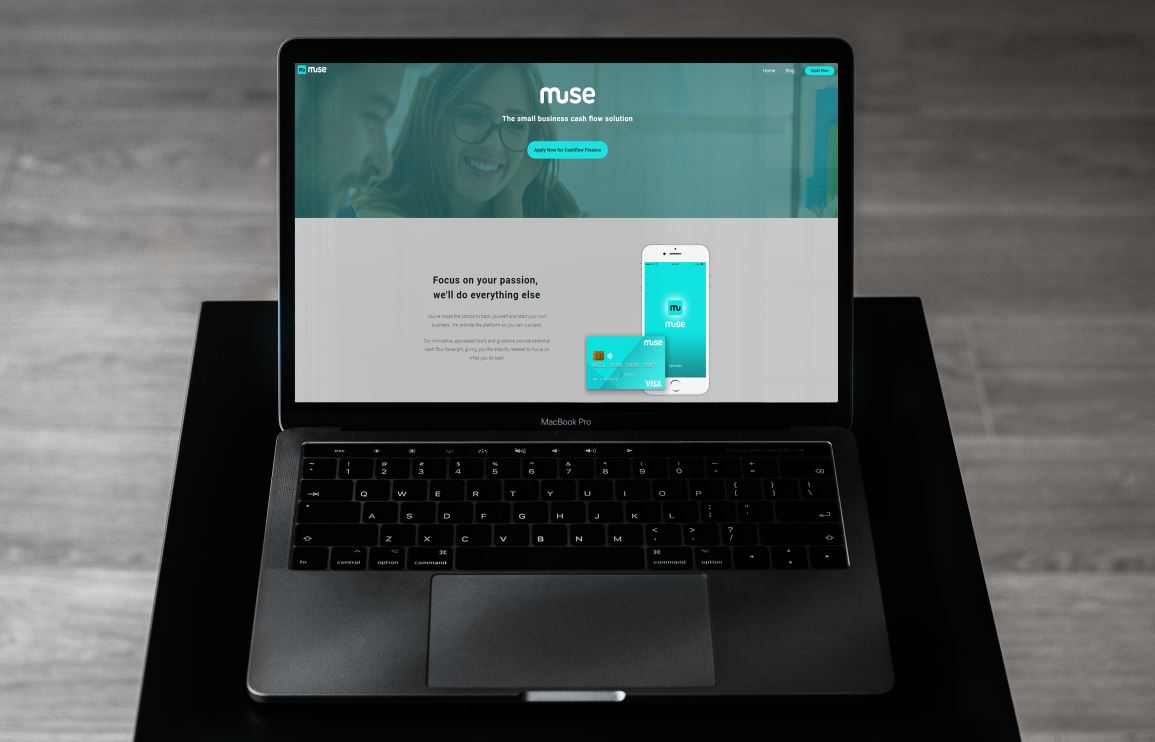 mu muse
Home Blog Apply Now
muse
The small business cash flow solution
Apply Now for Cashflow Finance
Focus on your passion,
we'll do everything else
You've made the choice to back yourself and start your own
business. We provide the platform so you can succeed.
Our innovative, app-based tools and guidance provide essential
cash flow foresight, giving you the stability needed to focus on
what you do best.
mu
muse
muse
VISA
MacBook Pro
esc
~ ! @ # $ % ^ & * ( ) — +
` 1 2 3 4 5 6 7 8 9 0 - =
Q W E R T Y U I O P { [ } ] | \
A S D F G H J K L : ; " '
Z X C V B N M < , > . ? /
fn control option command command option